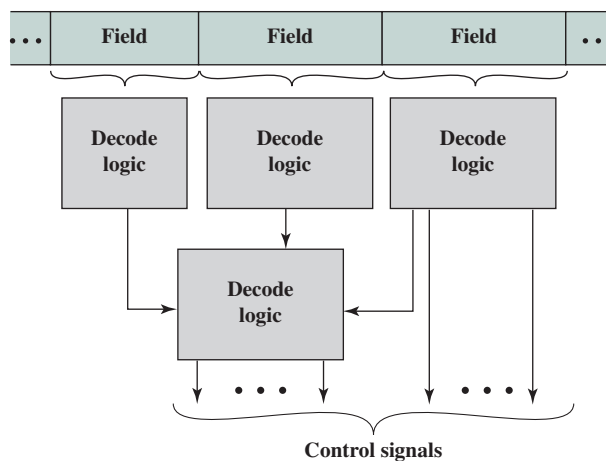 Field Field Field
Decode Decode Decode
logic logic logic
Decode
logic
Control signals